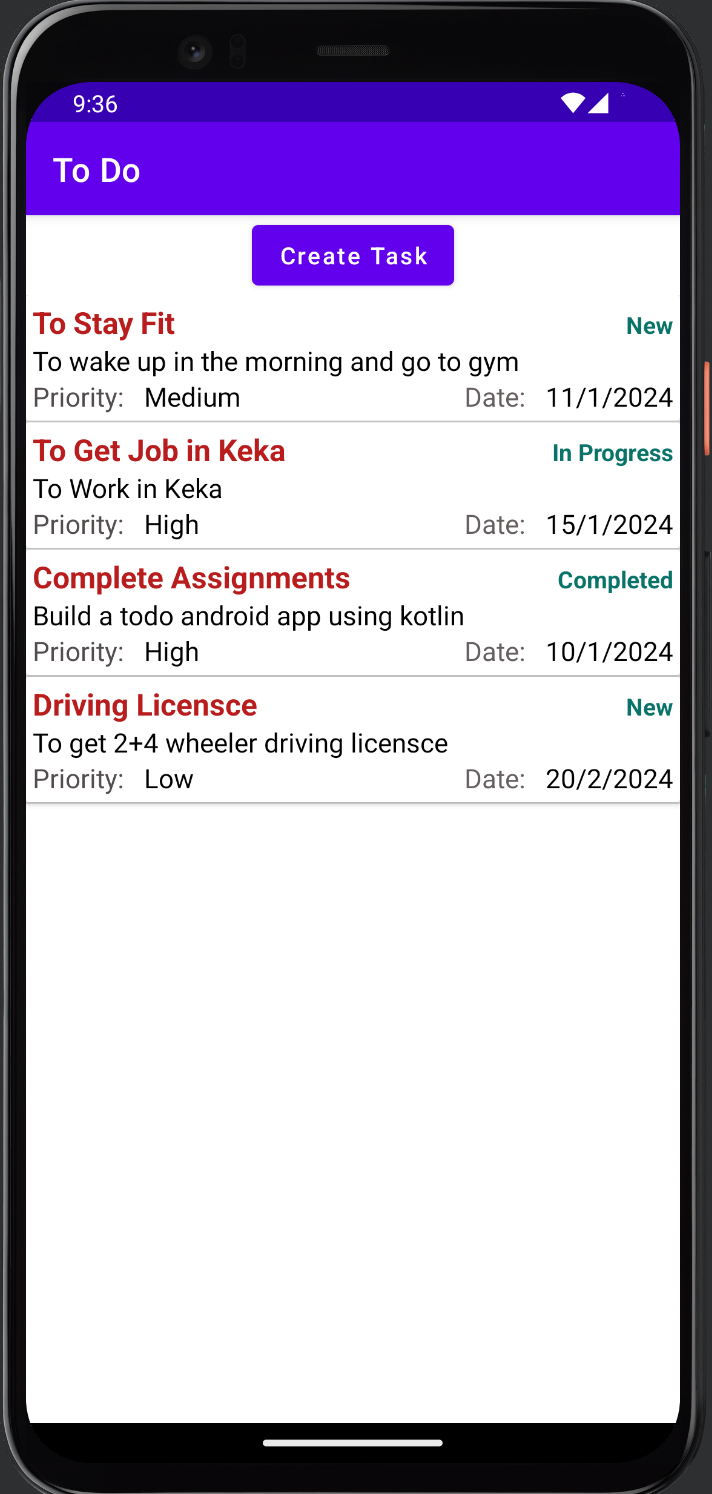 9:36
To Do
Create Task
To Stay Fit New
To wake up in the morning and go to gym
Priority: Medium Date: 11/1/2024
To Get Job in Keka In Progress
To Work in Keka
Priority: High Date: 15/1/2024
Complete Assignments Completed
Build a todo android app using kotlin
Priority: High Date: 10/1/2024
Driving Licensce New
To get 2+4 wheeler driving licensce
Priority: Low Date: 20/2/2024